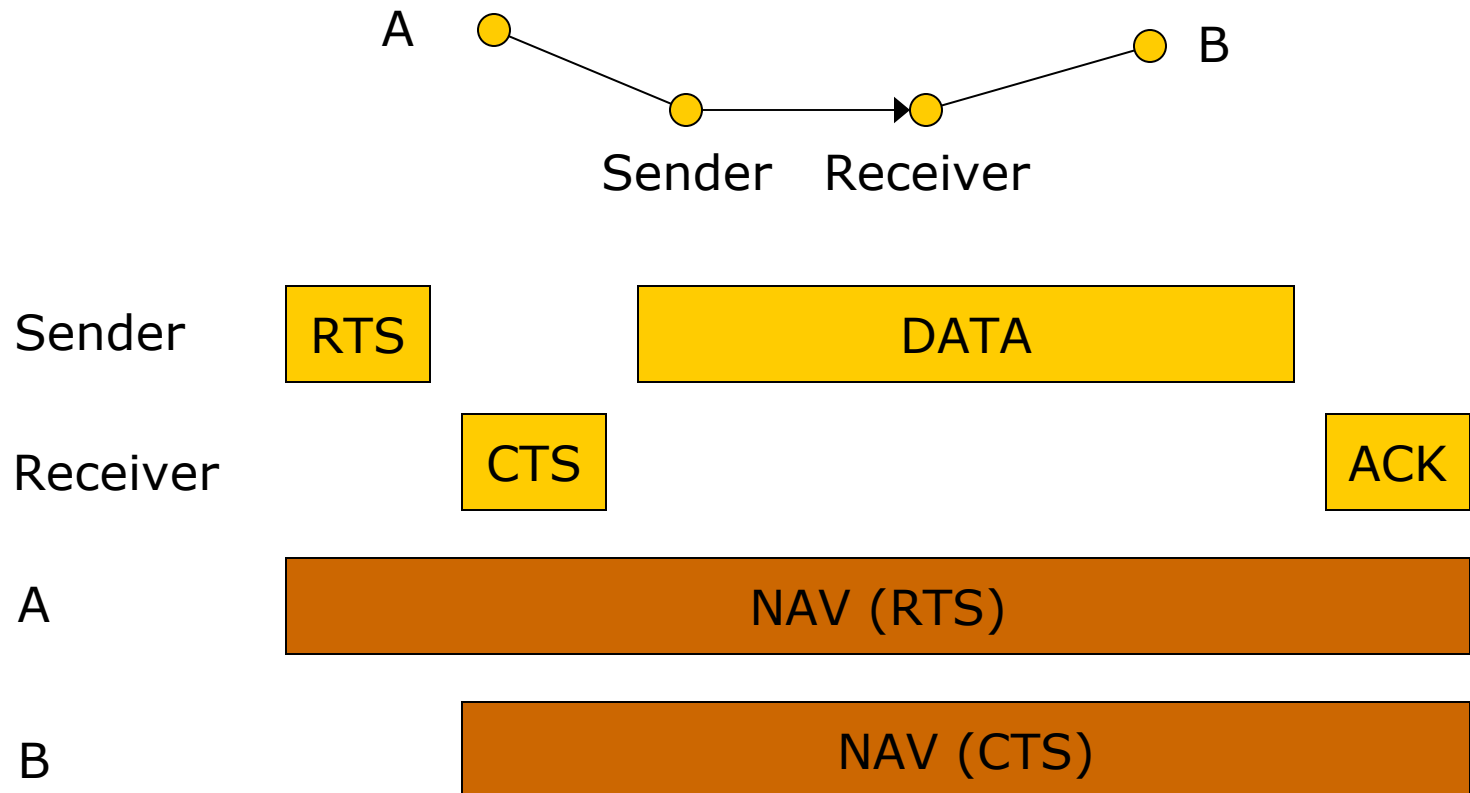 A
B
Sender Receiver
Sender RTS DATA
Receiver CTS ACK
A NAV (RTS)
B NAV (CTS)